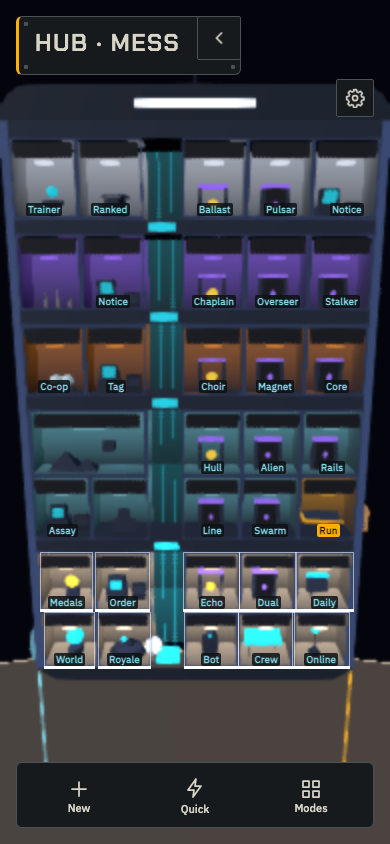 HUB · MESS
Trainer Ranked Ballast Pulsar Notice
Notice Chaplain Overseer Stalker
Co-op Tag Choir Magnet Core
Hull Alien Rails
Assay Line Swarm Run
Medals Order Echo Dual Daily
World Royale Bot Crew Online
New Quick Modes